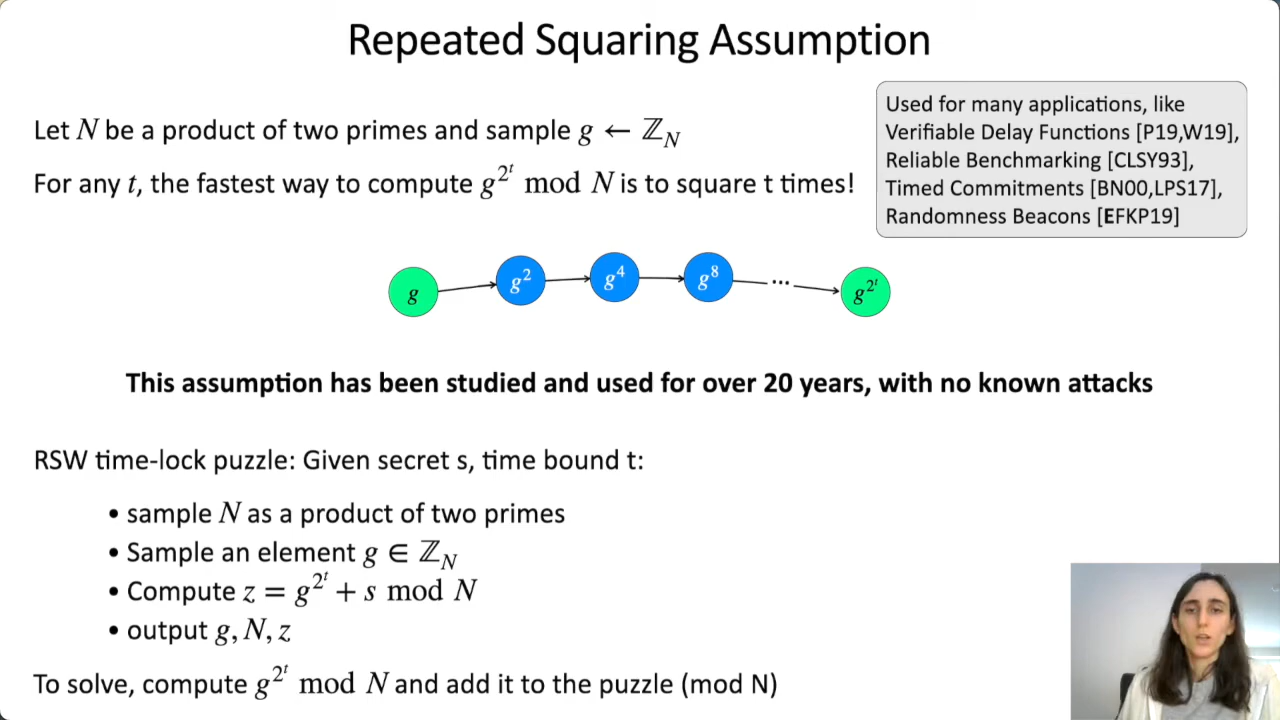 Repeated Squaring Assumption
Let N be a product of two primes and sample g ← ℤ_N
For any t, the fastest way to compute g^{2^t} mod N is to square t times!
Used for many applications, like
Verifiable Delay Functions [P19,W19],
Reliable Benchmarking [CLSY93],
Timed Commitments [BN00,LPS17],
Randomness Beacons [EFKP19]
g g^2 g^4 g^8 ... g^{2^t}
This assumption has been studied and used for over 20 years, with no known attacks
RSW time-lock puzzle: Given secret s, time bound t:
• sample N as a product of two primes
• Sample an element g ∈ ℤ_N
• Compute z = g^{2^t} + s mod N
• output g, N, z
To solve, compute g^{2^t} mod N and add it to the puzzle (mod N)